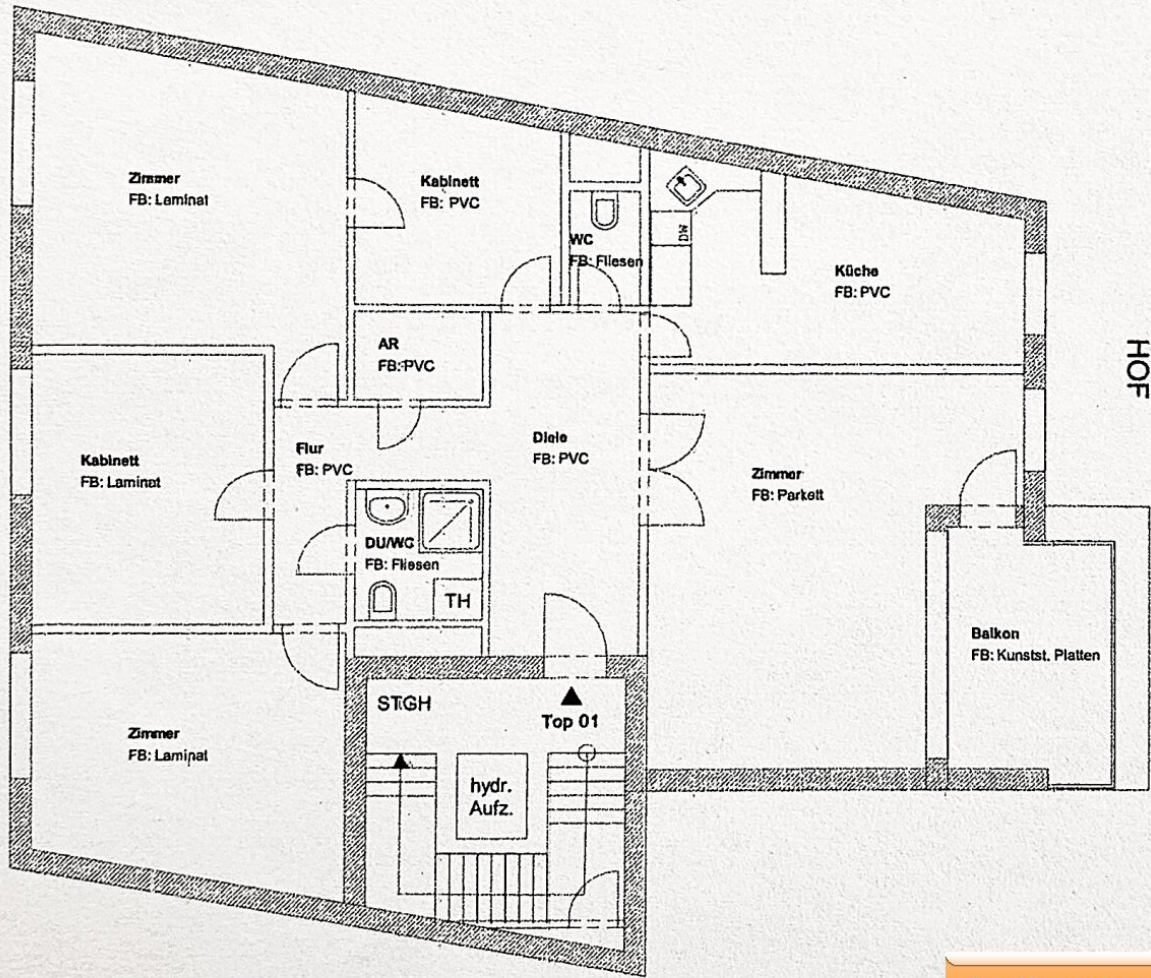 Zimmer
FB: Laminat
Kabinett
FB: PVC
WC
FB: Fliesen
DW
Küche
FB: PVC
HOF
AR
FB: PVC
Kabinett
FB: Laminat
Flur
FB: PVC
Diele
FB: PVC
Zimmer
FB: Parkett
DU/WC
FB: Fliesen
TH
Balkon
FB: Kunstst. Platten
Zimmer
FB: Laminat
STGH
Top 01
hydr.
Aufz.